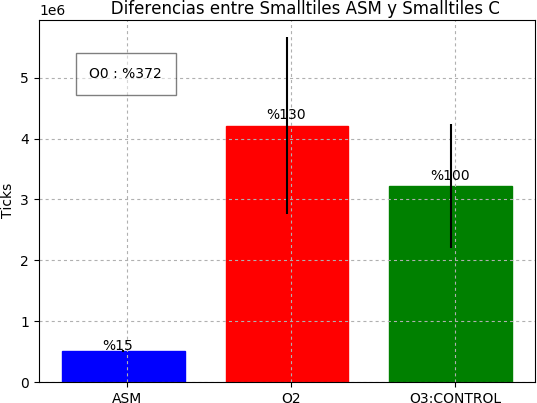 Diferencias entre Smalltiles ASM y Smalltiles C
1e6
O0 : %372
5
4
3
2
1
0
Ticks
%15
%130
%100
ASM
O2
O3:CONTROL